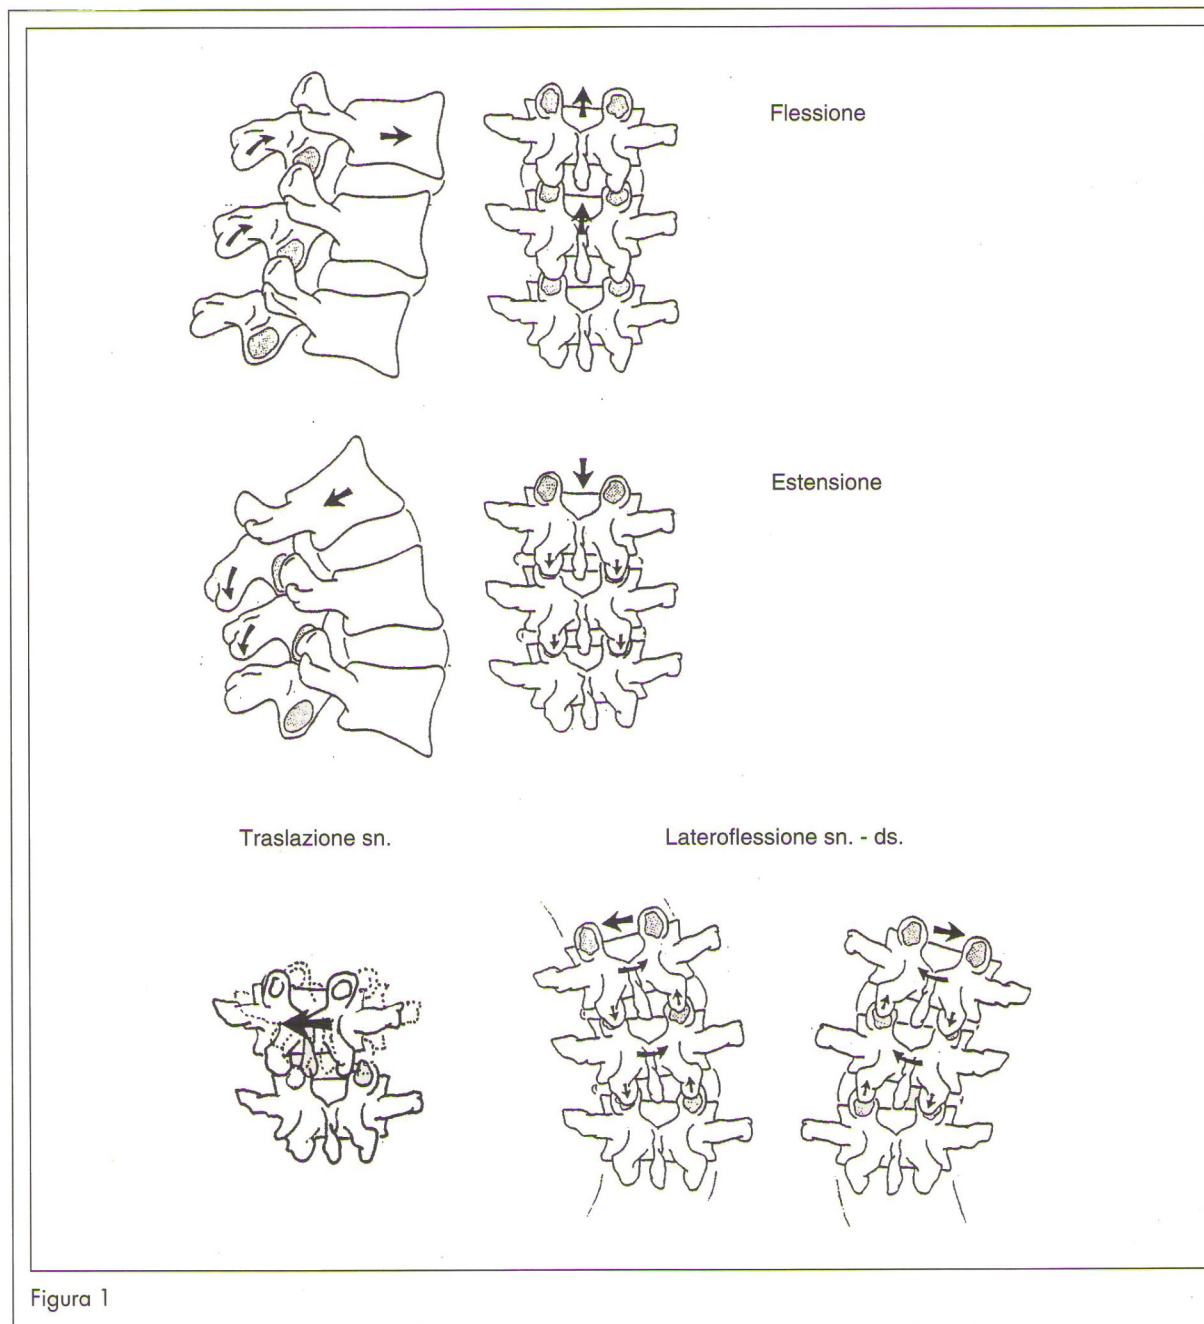 Flessione
Estensione
Traslazione sn.
Lateroflessione sn. - ds.
Figura 1